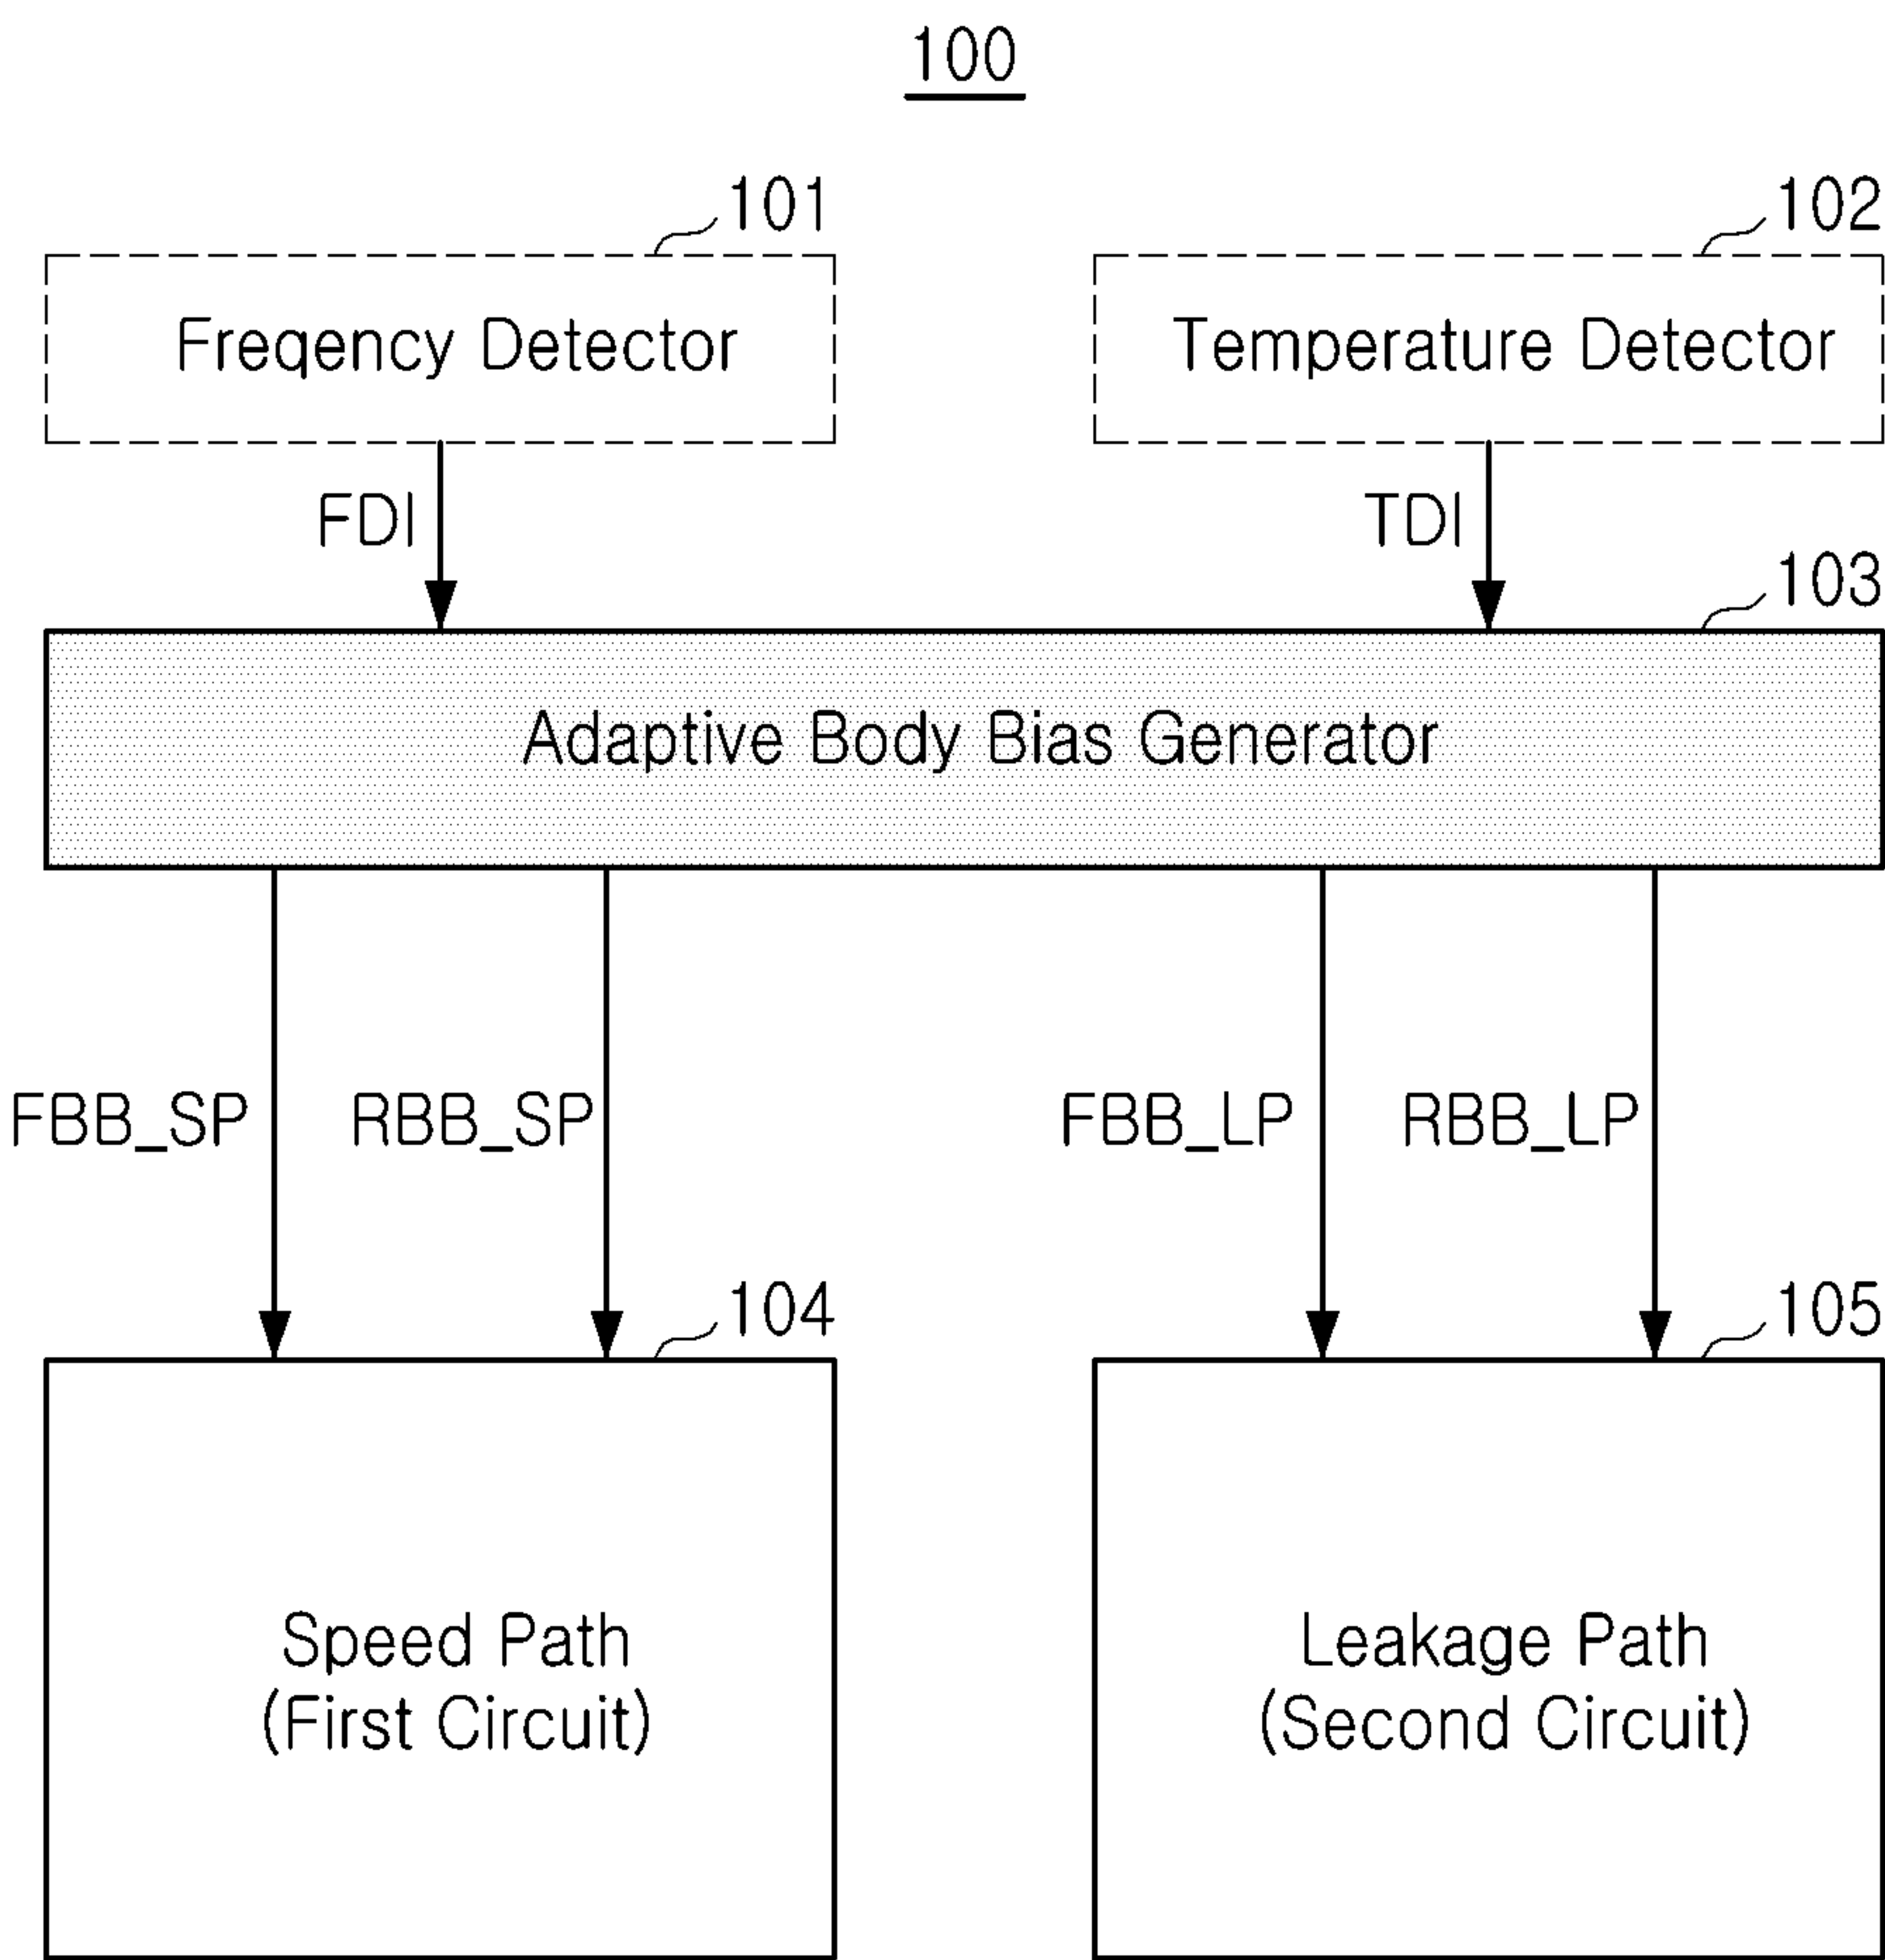 100
101
102
Freqency Detector
Temperature Detector
FDI
TDI
103
Adaptive Body Bias Generator
FBB_SP
RBB_SP
FBB_LP
RBB_LP
104
105
Speed Path
(First Circuit)
Leakage Path
(Second Circuit)